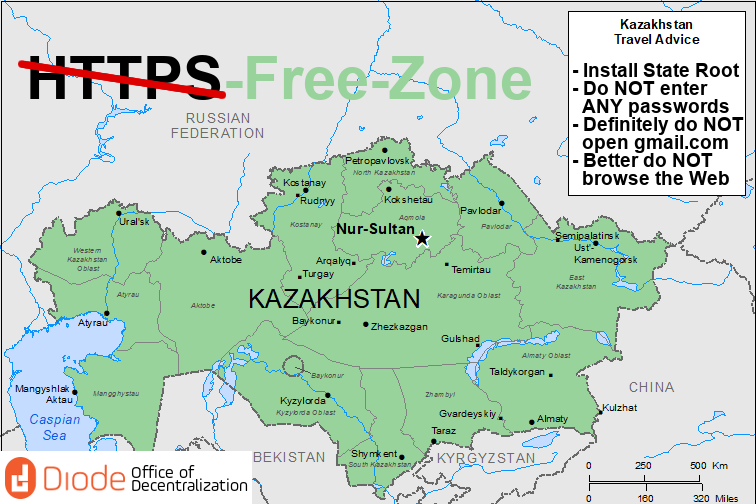 Kazakhstan
Travel Advice
- Install State Root
- Do NOT enter
ANY passwords
- Definitely do NOT
open gmail.com
- Better do NOT
browse the Web
HTTPS-Free-Zone
RUSSIAN
FEDERATION
Petropavlovsk
North Kazakhstan
Kostanay
Rudnyy
Kokshetau
Kostanay
Aqmola
Pavlodar
Pavlodar
Nur-Sultan
Ural'sk
Semipalatinsk
Ust-
Kamenogorsk
Western
Kazakhstan
Oblast
Aktobe
Arqalyq
Turgay
Temirtau
East
Kazakhstan
Atyrau
Aktobe
KAZAKHSTAN
Karagunda Oblast
Atyrau
Baykonur
Zhezkazgan
Gulshad
Almaty Oblast
Taldykorgan
Mangyshlak
Aktau
Mangghystau
Baykonur
Zhambyl
CHINA
Kyzylorda
Kyzylorda Oblast
Gvardeyskiy
Almaty
Kulzhat
Caspian
Sea
Taraz
Shymkent
South Kazakhstan
BEKISTAN
KYRGYZSTAN
0 250 500 Km
0 160 320 Miles
Diode
Office of
Decentralization